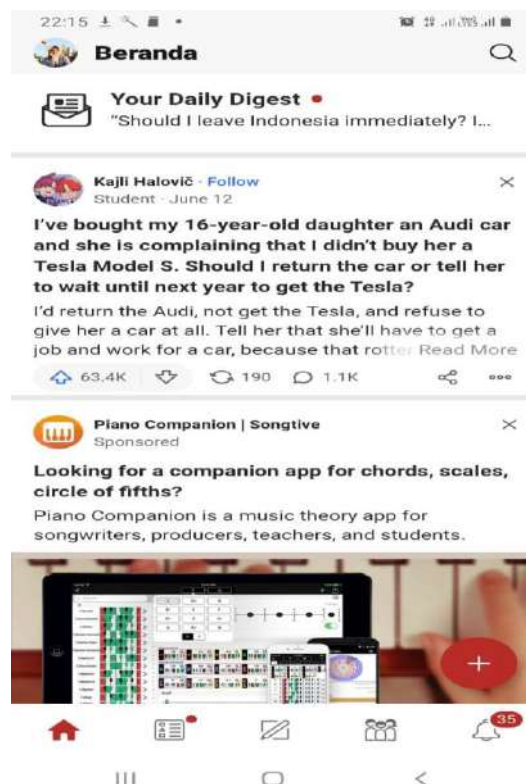 22:15
Beranda
Your Daily Digest
"Should I leave Indonesia immediately? I...
Kajli Halovič · Follow
Student · June 12
I've bought my 16-year-old daughter an Audi car
and she is complaining that I didn't buy her a
Tesla Model S. Should I return the car or tell her
to wait until next year to get the Tesla?
I'd return the Audi, not get the Tesla, and refuse to
give her a car at all. Tell her that she'll have to get a
job and work for a car, because that rotte Read More
63.4K 190 1.1K
Piano Companion | Songtive
Sponsored
Looking for a companion app for chords, scales,
circle of fifths?
Piano Companion is a music theory app for
songwriters, producers, teachers, and students.
35